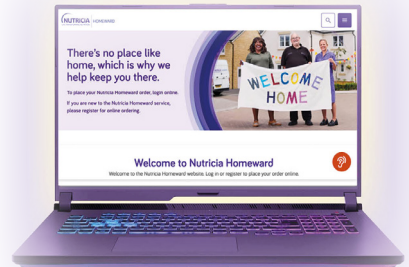 NUTRICIA HOMEWARD
There's no place like
home, which is why we
help keep you there.
To place your Nutricia Homeward order, login online.
If you are new to the Nutricia Homeward service,
please register for online ordering.
WELCOME
HOME
Welcome to Nutricia Homeward
Welcome to the Nutricia Homeward website. Log in or register to place your order online.